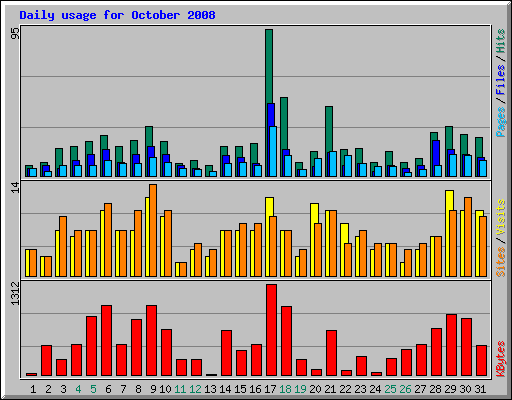 Daily usage for October 2008
95
Pages / Files / Hits
14
Sites / Visits
1312
KBytes
1 2 3 4 5 6 7 8 9 10 11 12 13 14 15 16 17 18 19 20 21 22 23 24 25 26 27 28 29 30 31